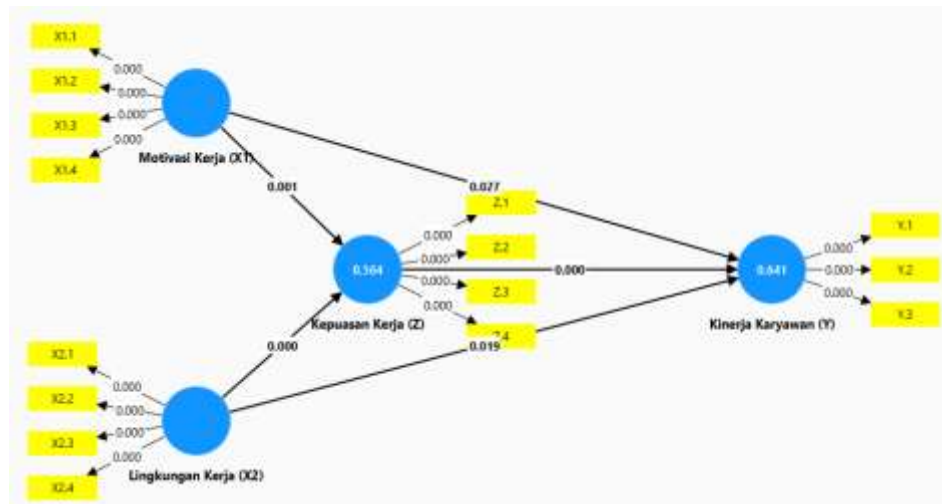 X1.1
0.000
X1.2
0.000
0.000
X1.3
0.000
X1.4
Motivasi Kerja (X1)
0.001
0.027
Z.1
0.000
Z.2
0.000
0.364
0.000
0.000
Z.3
0.000
Z.4
Kepuasan Kerja (Z)
0.641
Y.1
0.000
0.000
Y.2
0.000
Y.3
Kinerja Karyawan (Y)
0.000
0.019
X2.1
0.000
X2.2
0.000
0.000
X2.3
0.000
X2.4
Lingkungan Kerja (X2)